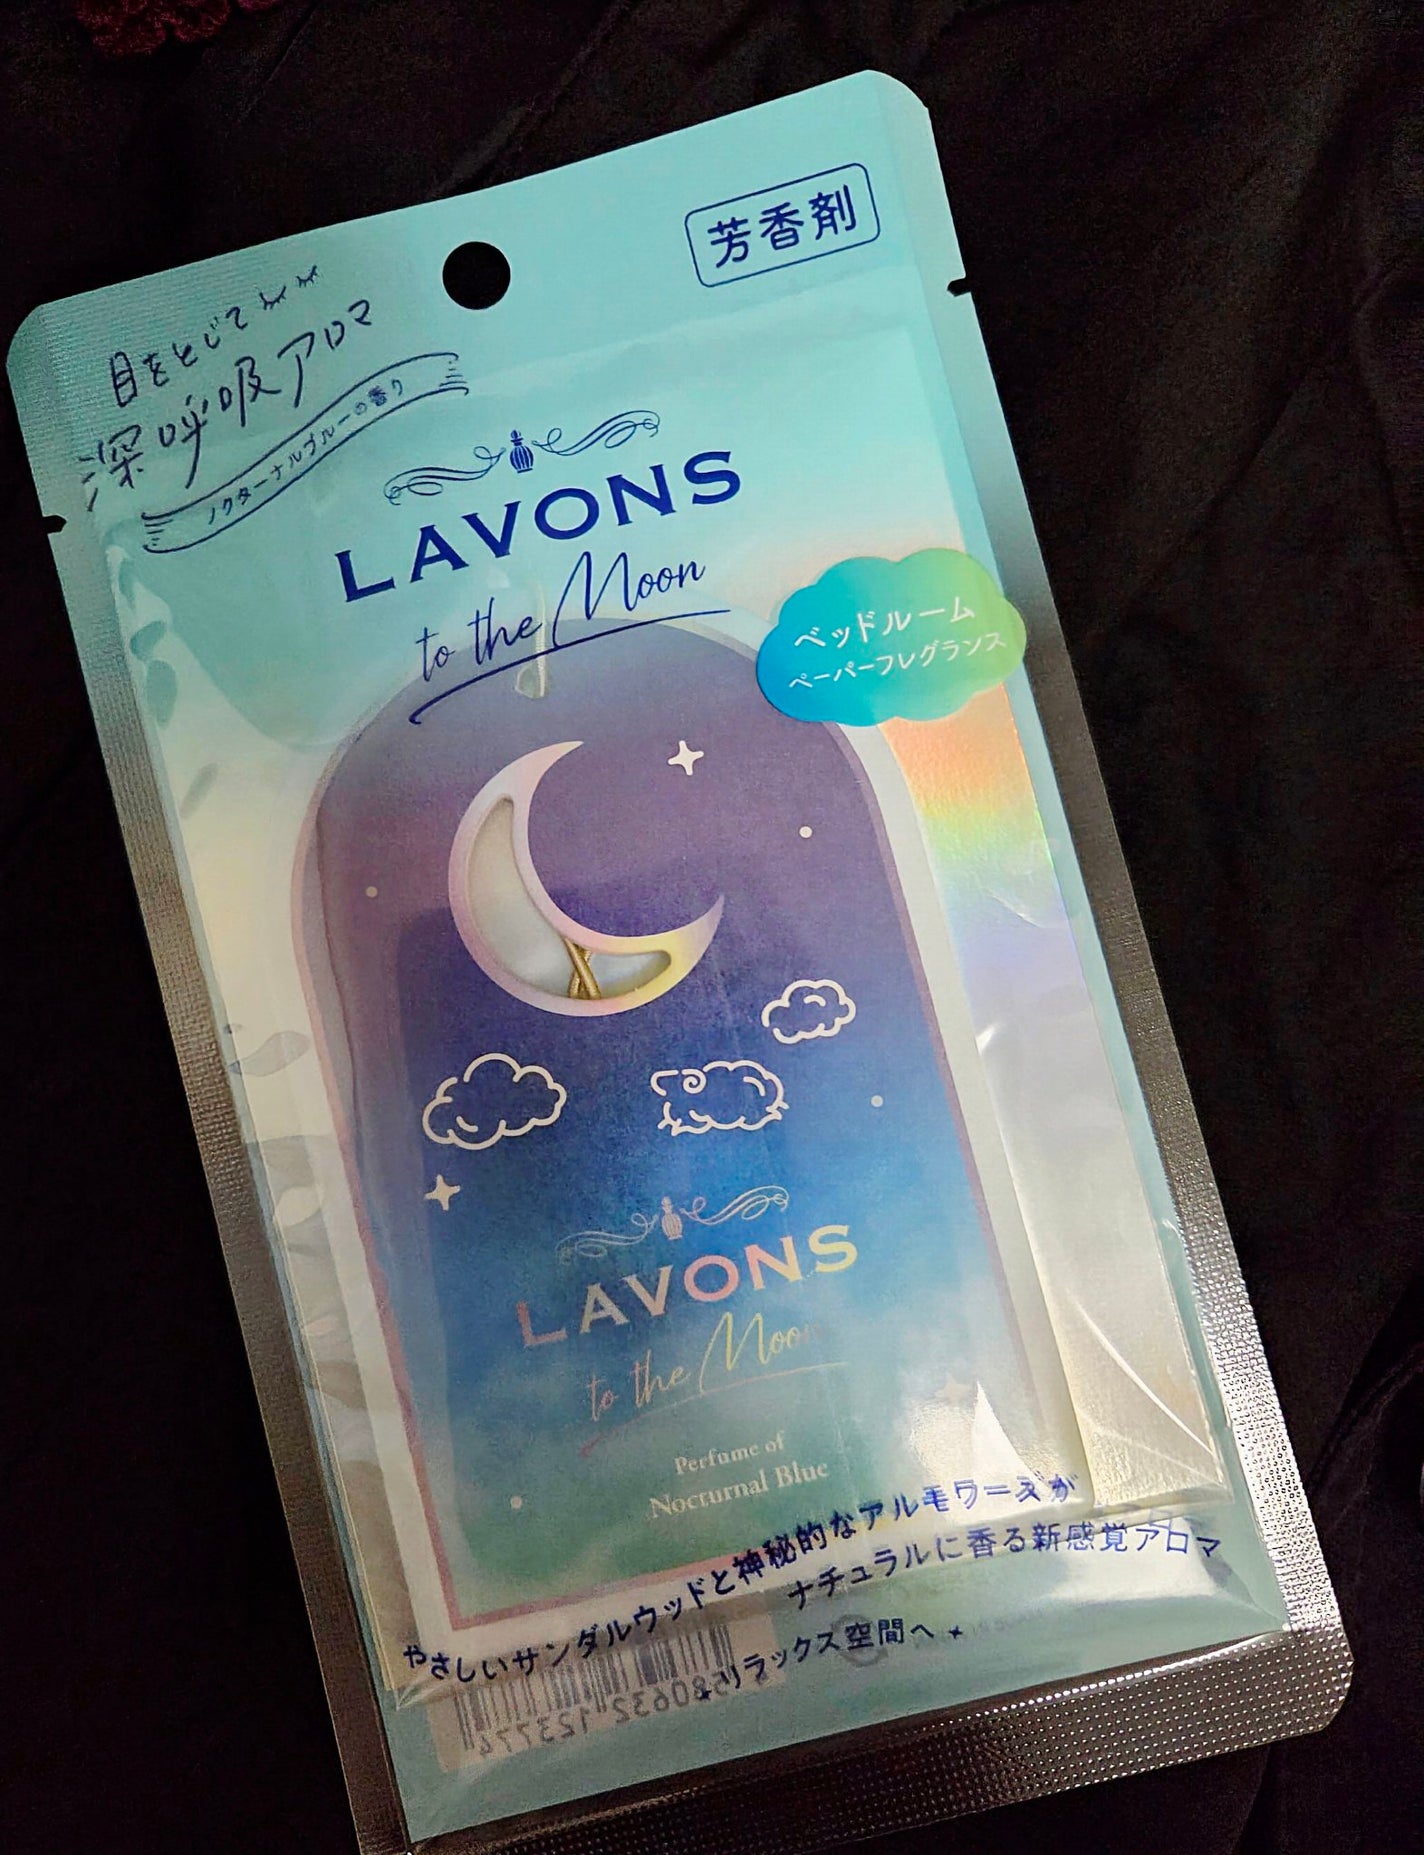 芳香剤
目をとじて
深呼吸アロマ
ノクターナルブルーの香り
LAVONS
to the Moon
ベッドルーム
ペーパーフレグランス
LAVONS
to the Moon
Perfume of
Nocturnal Blue
やさしいサンダルウッドと神秘的なアルモワーズが
ナチュラルに香る新感覚アロマ
リラックス空間へ